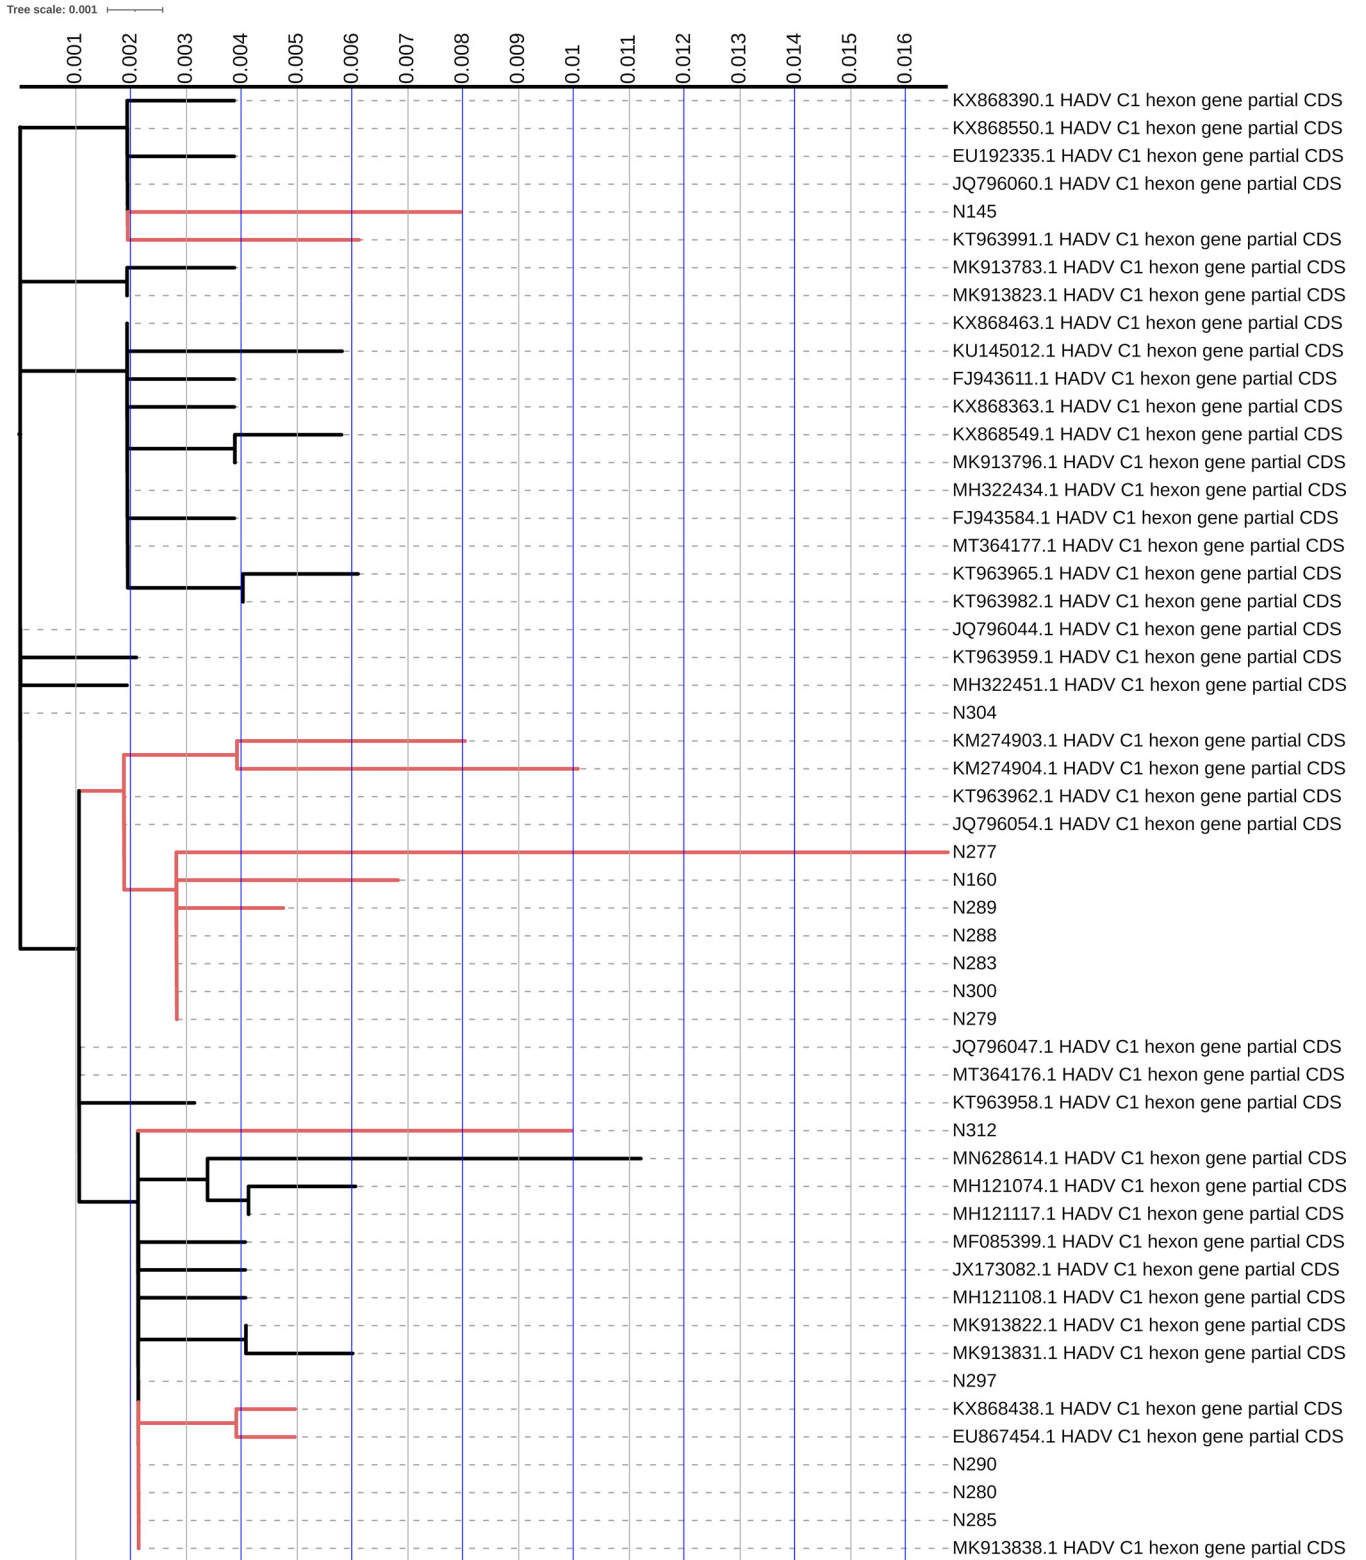 Tree scale: 0.001
0.001
0.002
0.003
0.004
0.005
0.006
0.007
0.008
0.009
0.01
0.011
0.012
0.013
0.014
0.015
0.016
KX868390.1 HADV C1 hexon gene partial CDS
KX868550.1 HADV C1 hexon gene partial CDS
EU192335.1 HADV C1 hexon gene partial CDS
JQ796060.1 HADV C1 hexon gene partial CDS
N145
KT963991.1 HADV C1 hexon gene partial CDS
MK913783.1 HADV C1 hexon gene partial CDS
MK913823.1 HADV C1 hexon gene partial CDS
KX868463.1 HADV C1 hexon gene partial CDS
KU145012.1 HADV C1 hexon gene partial CDS
FJ943611.1 HADV C1 hexon gene partial CDS
KX868363.1 HADV C1 hexon gene partial CDS
KX868549.1 HADV C1 hexon gene partial CDS
MK913796.1 HADV C1 hexon gene partial CDS
MH322434.1 HADV C1 hexon gene partial CDS
FJ943584.1 HADV C1 hexon gene partial CDS
MT364177.1 HADV C1 hexon gene partial CDS
KT963965.1 HADV C1 hexon gene partial CDS
KT963982.1 HADV C1 hexon gene partial CDS
JQ796044.1 HADV C1 hexon gene partial CDS
KT963959.1 HADV C1 hexon gene partial CDS
MH322451.1 HADV C1 hexon gene partial CDS
N304
KM274903.1 HADV C1 hexon gene partial CDS
KM274904.1 HADV C1 hexon gene partial CDS
KT963962.1 HADV C1 hexon gene partial CDS
JQ796054.1 HADV C1 hexon gene partial CDS
N277
N160
N289
N288
N283
N300
N279
JQ796047.1 HADV C1 hexon gene partial CDS
MT364176.1 HADV C1 hexon gene partial CDS
KT963958.1 HADV C1 hexon gene partial CDS
N312
MN628614.1 HADV C1 hexon gene partial CDS
MH121074.1 HADV C1 hexon gene partial CDS
MH121117.1 HADV C1 hexon gene partial CDS
MF085399.1 HADV C1 hexon gene partial CDS
JX173082.1 HADV C1 hexon gene partial CDS
MH121108.1 HADV C1 hexon gene partial CDS
MK913822.1 HADV C1 hexon gene partial CDS
MK913831.1 HADV C1 hexon gene partial CDS
N297
KX868438.1 HADV C1 hexon gene partial CDS
EU867454.1 HADV C1 hexon gene partial CDS
N290
N280
N285
MK913838.1 HADV C1 hexon gene partial CDS